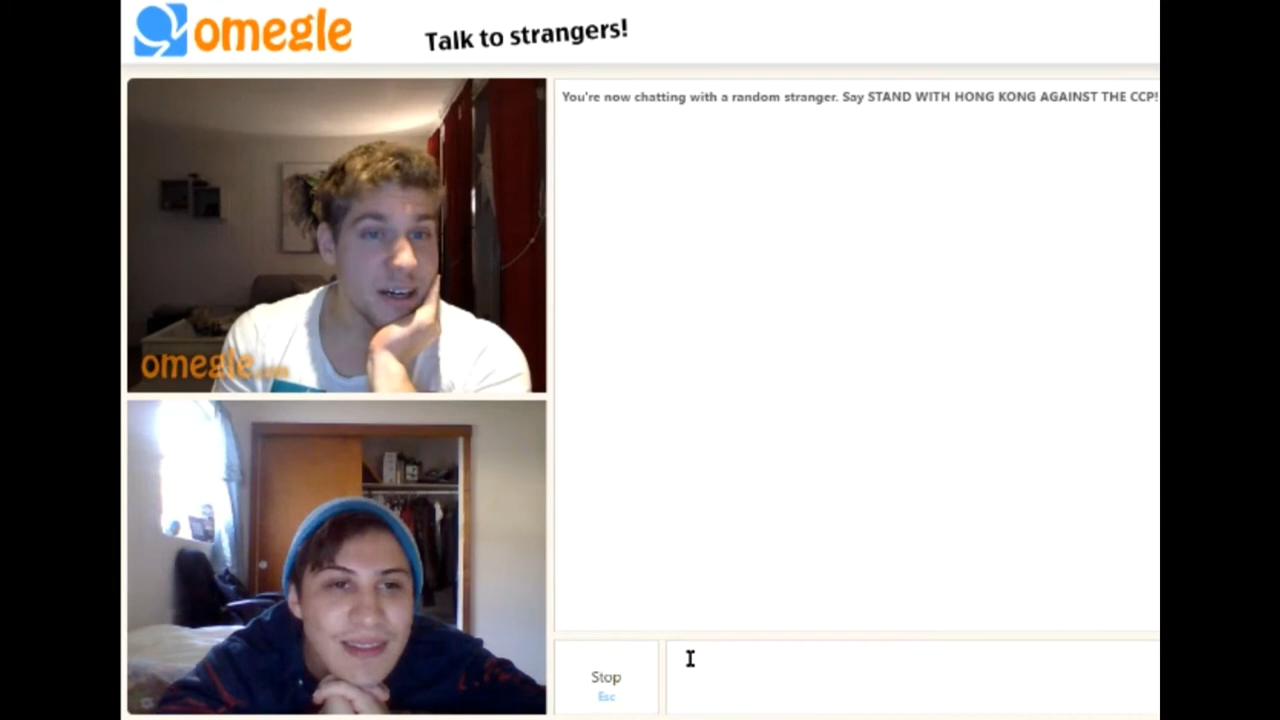 omegle
Talk to strangers!
You're now chatting with a random stranger. Say STAND WITH HONG KONG AGAINST THE CCP!
omegle.com
Stop
Esc